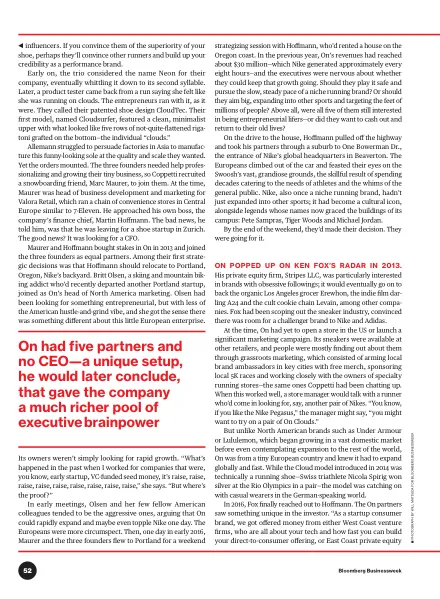 ◀ influencers. If you convince them of the superiority of your
shoe, perhaps they'll convince other runners and build up your
credibility as a performance brand.
Early on, the trio considered the name Neon for their
company, eventually whittling it down to its second syllable.
Later, a product tester came back from a run saying she felt like
she was running on clouds. The entrepreneurs ran with it, as it
were. They called their patented shoe design CloudTec. Their
first model, named Cloudsurfer, featured a clean, minimalist
upper with what looked like five rows of not-quite-flattened riga-
toni grafted on the bottom—the individual "clouds."
Allemann struggled to persuade factories in Asia to manufac-
ture this funny-looking sole at the quality and scale they wanted.
Yet the orders mounted. The three founders needed help profes-
sionalizing and growing their tiny business, so Coppetti recruited
a snowboarding friend, Marc Maurer, to join them. At the time,
Maurer was head of business development and marketing for
Valora Retail, which ran a chain of convenience stores in Central
Europe similar to 7-Eleven. He approached his own boss, the
company's finance chief, Martin Hoffmann. The bad news, he
told him, was that he was leaving for a shoe startup in Zurich.
The good news? It was looking for a CFO.
Maurer and Hoffmann bought stakes in On in 2013 and joined
the three founders as equal partners. Among their first strate-
gic decisions was that Hoffmann should relocate to Portland,
Oregon, Nike's backyard. Britt Olsen, a skiing and mountain bik-
ing addict who'd recently departed another Portland startup,
joined as On's head of North America marketing. Olsen had
been looking for something entrepreneurial, but with less of
the American hustle-and-grind vibe, and she got the sense there
was something different about this little European enterprise.
On had five partners and
no CEO—a unique setup,
he would later conclude,
that gave the company
a much richer pool of
executive brainpower
Its owners weren't simply looking for rapid growth. "What's
happened in the past when I worked for companies that were,
you know, early startup, VC-funded seed money, it's raise, raise,
raise, raise, raise, raise, raise, raise," she says. "But where's
the proof?"
In early meetings, Olsen and her few fellow American
colleagues tended to be the aggressive ones, arguing that On
could rapidly expand and maybe even topple Nike one day. The
Europeans were more circumspect. Then, one day in early 2016,
Maurer and the three founders flew to Portland for a weekend
strategizing session with Hoffmann, who'd rented a house on the
Oregon coast. In the previous year, On's revenues had reached
about $30 million—which Nike generated approximately every
eight hours—and the executives were nervous about whether
they could keep that growth going. Should they play it safe and
pursue the slow, steady pace of a niche running brand? Or should
they aim big, expanding into other sports and targeting the feet of
millions of people? Above all, were all five of them still interested
in being entrepreneurial lifers—or did they want to cash out and
return to their old lives?
On the drive to the house, Hoffmann pulled off the highway
and took his partners through a suburb to One Bowerman Dr.,
the entrance of Nike's global headquarters in Beaverton. The
Europeans climbed out of the car and feasted their eyes on the
Swoosh's vast, grandiose grounds, the skillful result of spending
decades catering to the needs of athletes and the whims of the
general public. Nike, also once a niche running brand, hadn't
just expanded into other sports; it had become a cultural icon,
alongside legends whose names now graced the buildings of its
campus: Pete Sampras, Tiger Woods and Michael Jordan.
By the end of the weekend, they'd made their decision. They
were going for it.
ON POPPED UP ON KEN FOX'S RADAR IN 2013.
His private equity firm, Stripes LLC, was particularly interested
in brands with obsessive followings; it would eventually go on to
back the organic Los Angeles grocer Erewhon, the indie film dar-
ling A24 and the cult cookie chain Levain, among other compa-
nies. Fox had been scoping out the sneaker industry, convinced
there was room for a challenger brand to Nike and Adidas.
At the time, On had yet to open a store in the US or launch a
significant marketing campaign. Its sneakers were available at
other retailers, and people were mostly finding out about them
through grassroots marketing, which consisted of arming local
brand ambassadors in key cities with free merch, sponsoring
local 5K races and working closely with the owners of specialty
running stores—the same ones Coppetti had been chatting up.
When this worked well, a store manager would talk with a runner
who'd come in looking for, say, another pair of Nikes. "You know,
if you like the Nike Pegasus," the manager might say, "you might
want to try on a pair of On Clouds."
But unlike North American brands such as Under Armour
or Lululemon, which began growing in a vast domestic market
before even contemplating expansion to the rest of the world,
On was from a tiny European country and knew it had to expand
globally and fast. While the Cloud model introduced in 2014 was
technically a running shoe—Swiss triathlete Nicola Spirig won
silver at the Rio Olympics in a pair—the model was catching on
with casual wearers in the German-speaking world.
In 2016, Fox finally reached out to Hoffmann. The On partners
saw something unique in the investor. "As a startup consumer
brand, we got offered money from either West Coast venture
firms, who are all about your tech and how fast you can build
your direct-to-consumer offering, or East Coast private equity
52
Bloomberg Businessweek